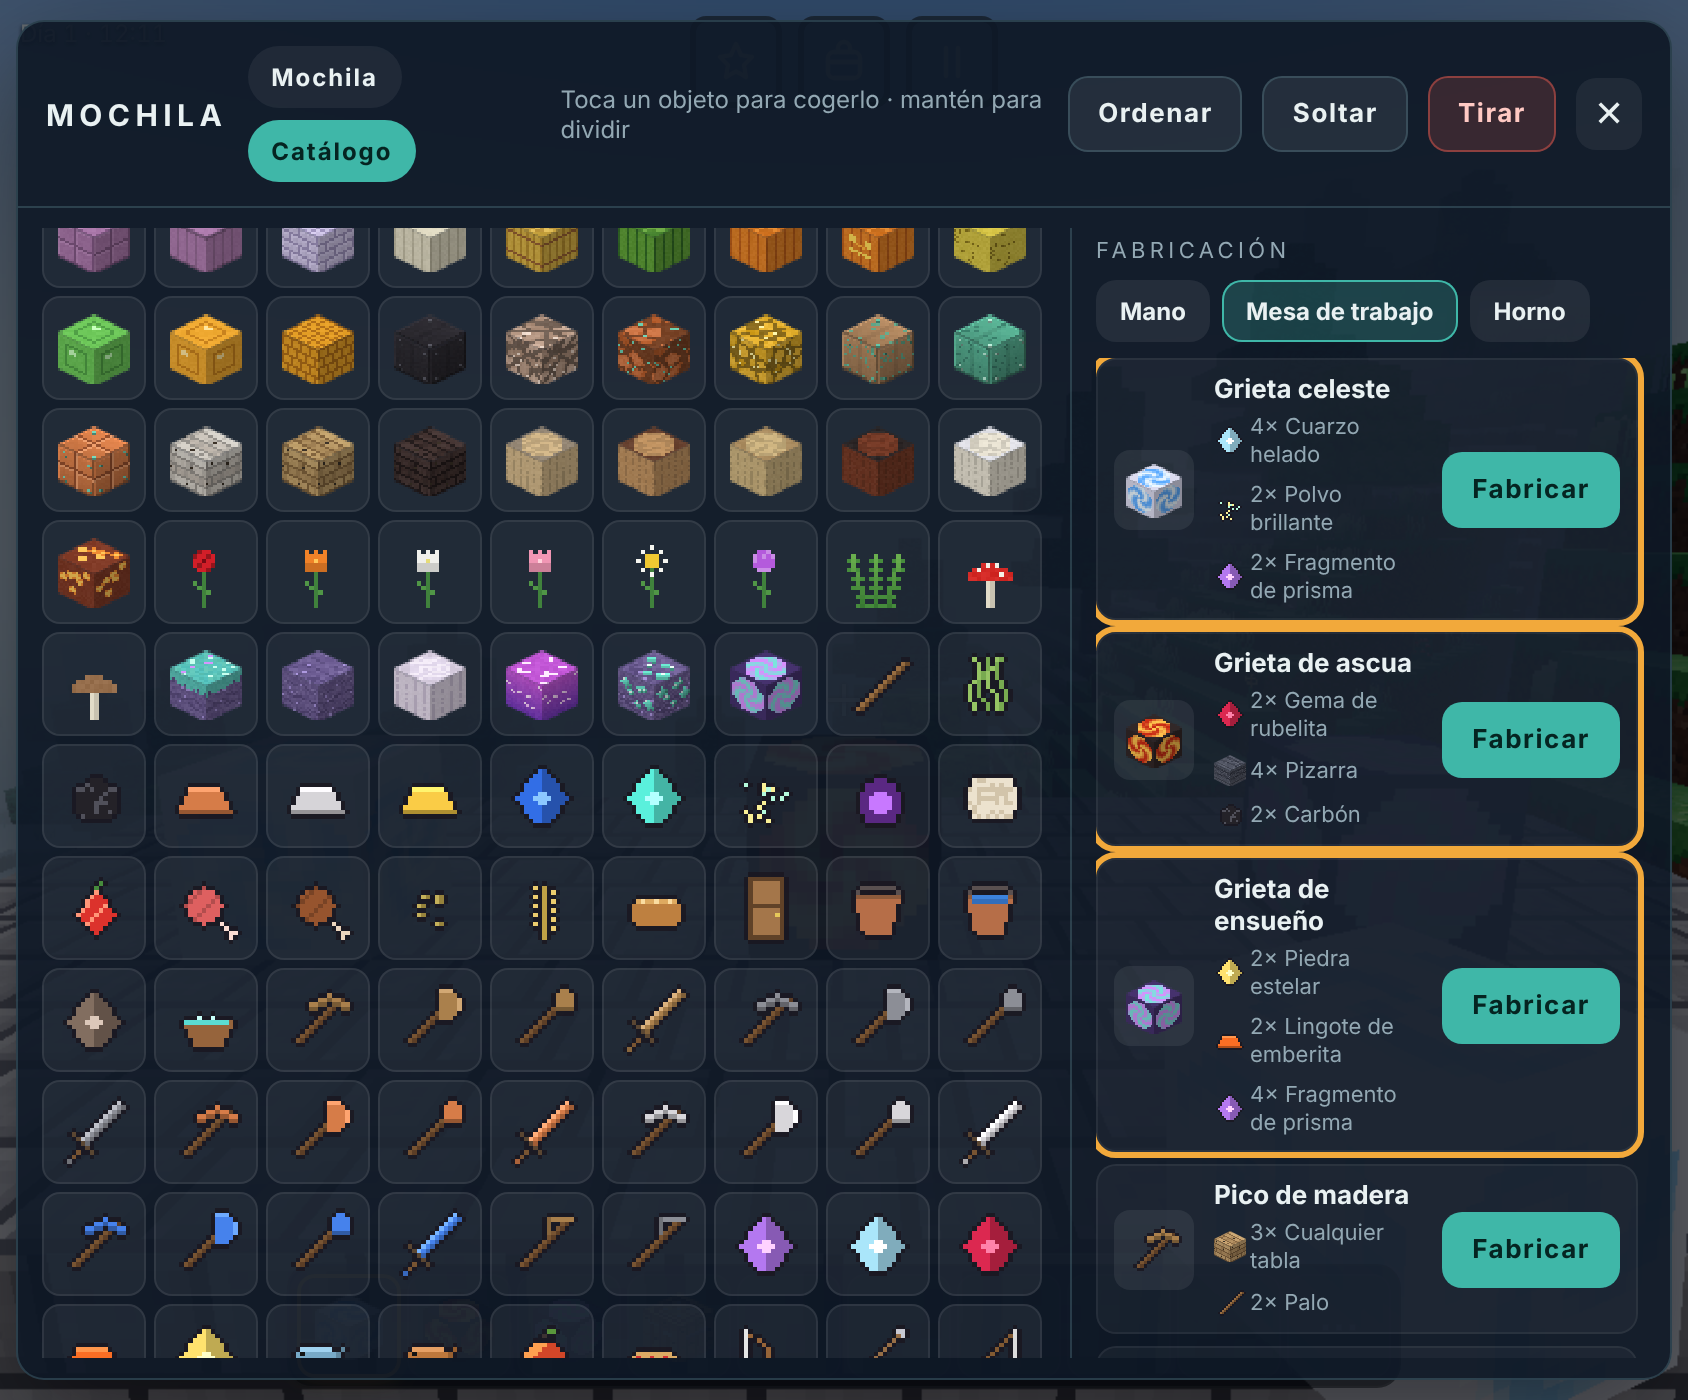 MOCHILA
Mochila
Catálogo
Toca un objeto para cogerlo · mantén para
dividir
Ordenar
Soltar
Tirar
FABRICACIÓN
Mano
Mesa de trabajo
Horno
Grieta celeste
4× Cuarzo
helado
2× Polvo
brillante
2× Fragmento
de prisma
Fabricar
Grieta de ascua
2× Gema de
rubelita
4× Pizarra
2× Carbón
Fabricar
Grieta de
ensueño
2× Piedra
estelar
2× Lingote de
emberita
4× Fragmento
de prisma
Fabricar
Pico de madera
3× Cualquier
tabla
2× Palo
Fabricar